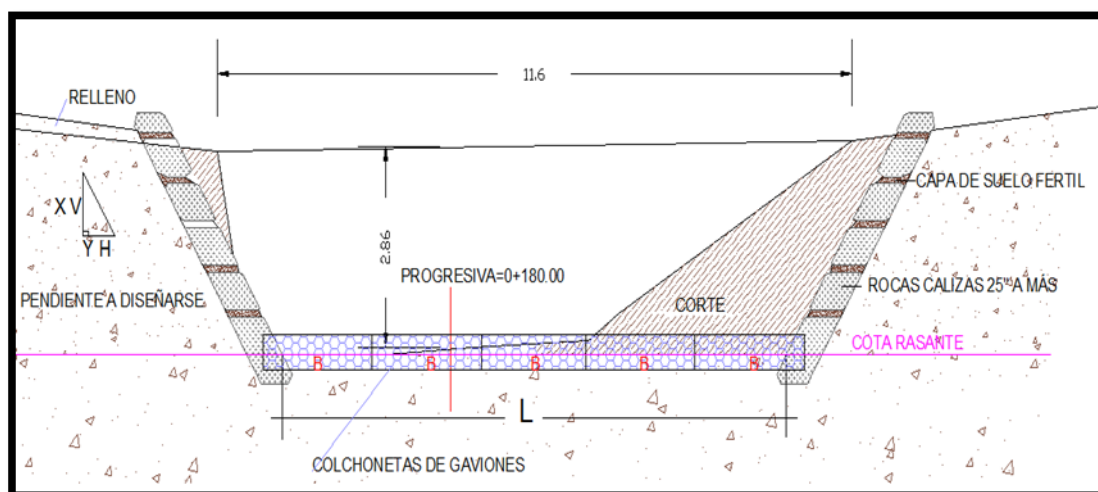 11.6
RELLENO
CAPA DE SUELO FERTIL
X V
Y H
2.86
PROGRESIVA=0+180.00
PENDIENTE A DISEÑARSE
ROCAS CALIZAS 25" A MÁS
CORTE
COTA RASANTE
B B B B B
L
COLCHONETAS DE GAVIONES